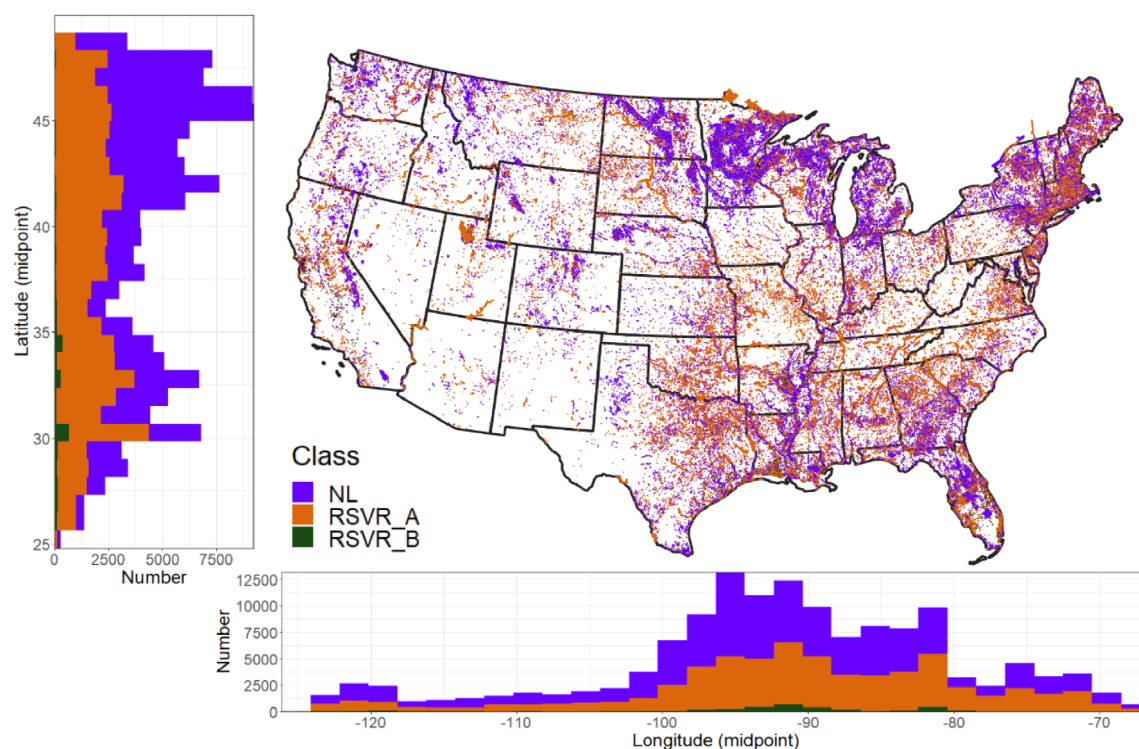 45
40
35
30
25
Latitude (midpoint)
0 2500 5000 7500
Number
Class
NL
RSVR_A
RSVR_B
12500
10000
7500
5000
2500
0
Number
-120 -110 -100 -90 -80 -70
Longitude (midpoint)